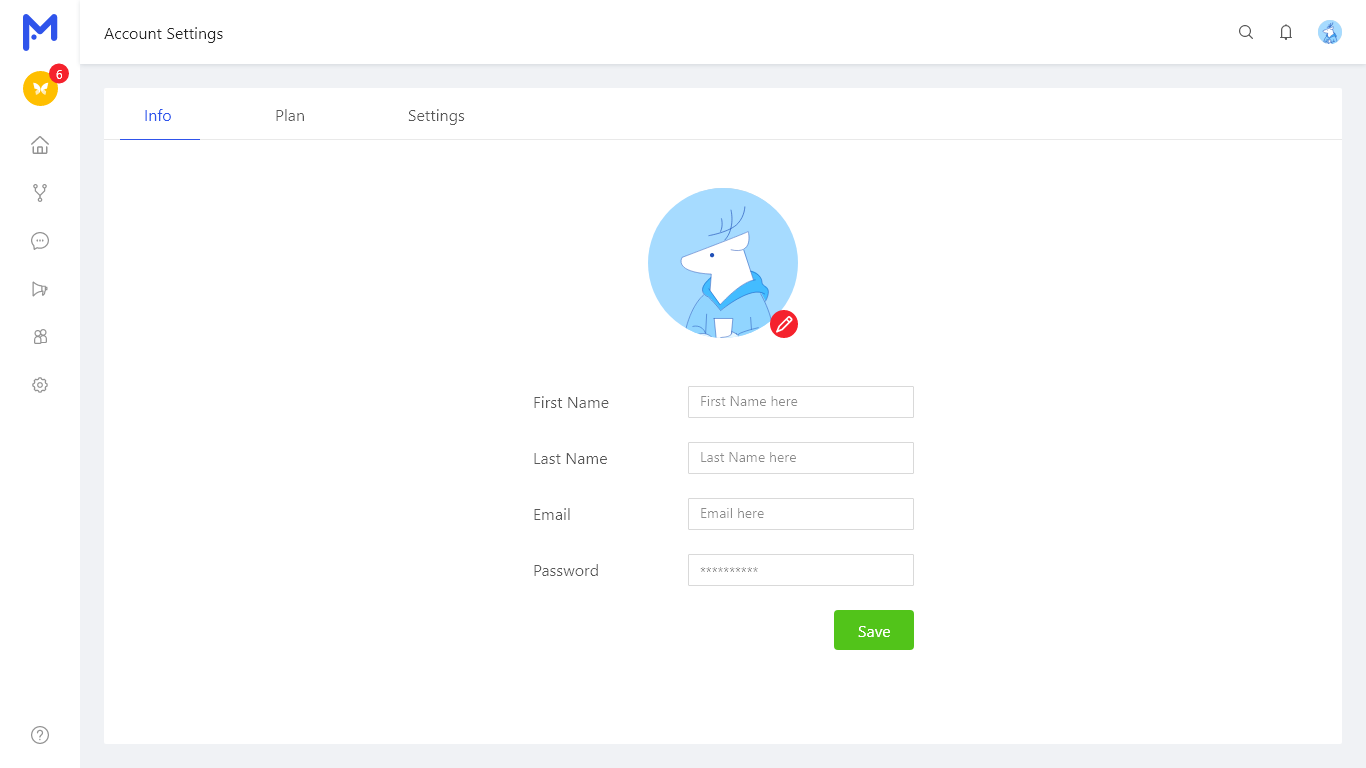 Account Settings
6
Info Plan Settings
First Name First Name here
Last Name Last Name here
Email Email here
Password **********
Save